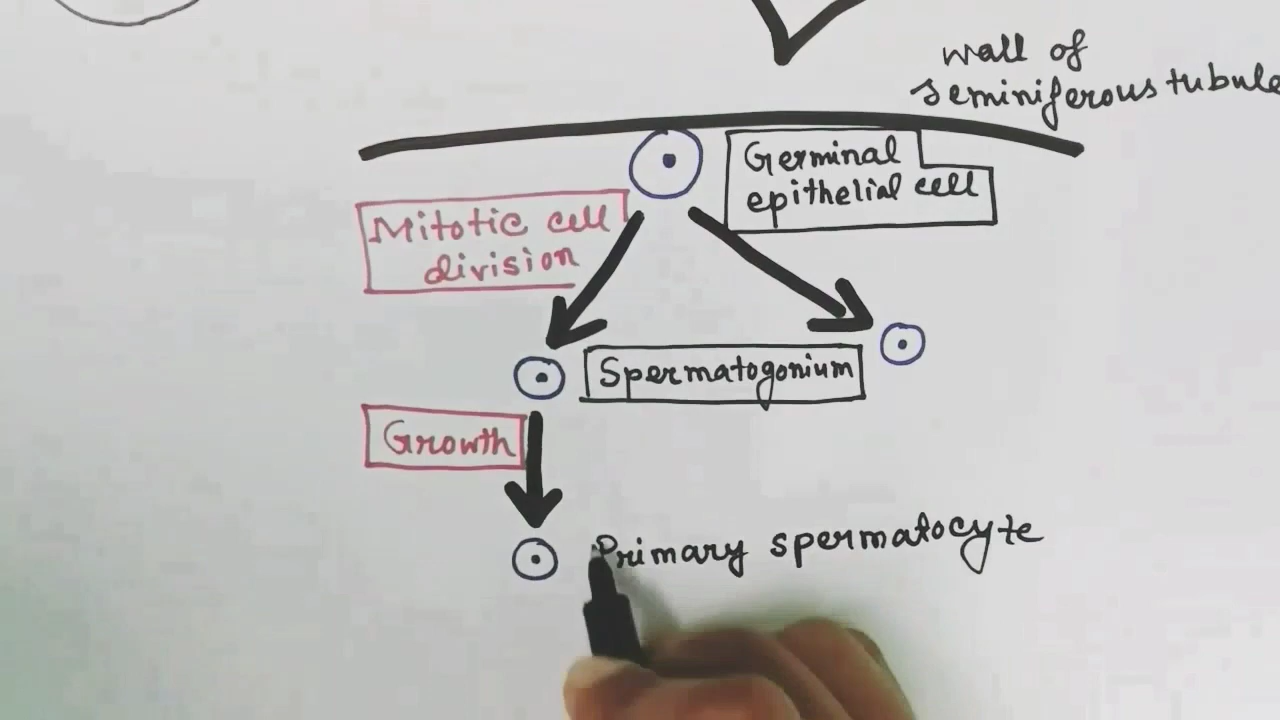 wall of
seminiferous tubule
Germinal
epithelial cell
Mitotic cell
division
Spermatogonium
Growth
Primary spermatocyte